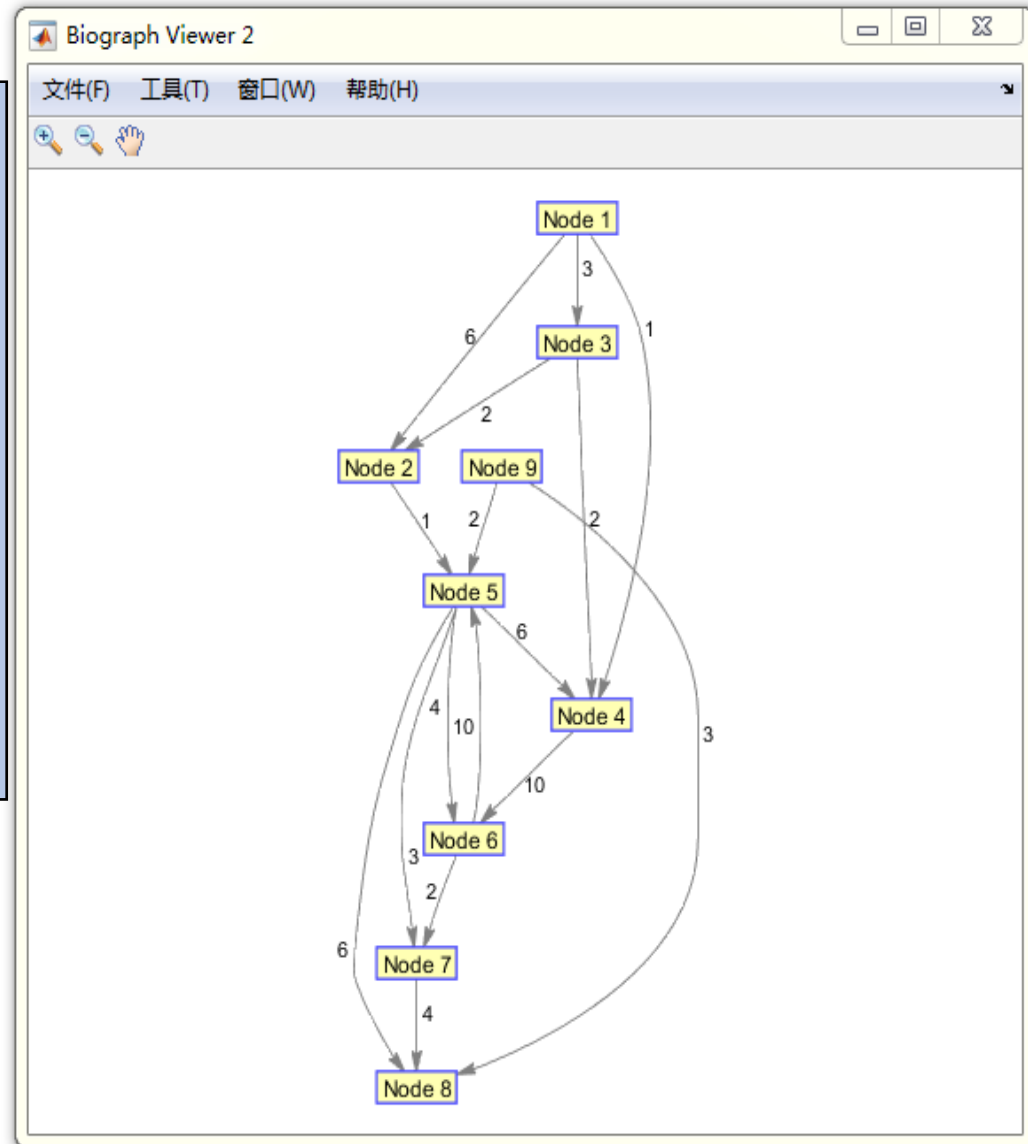 Biograph Viewer 2
文件(F) 工具(T) 窗口(W) 帮助(H)
Node 1
3
1
6
Node 3
2
Node 2
Node 9
1
2
2
Node 5
6
4
10
Node 4
3
10
Node 6
3
2
6
Node 7
4
Node 8